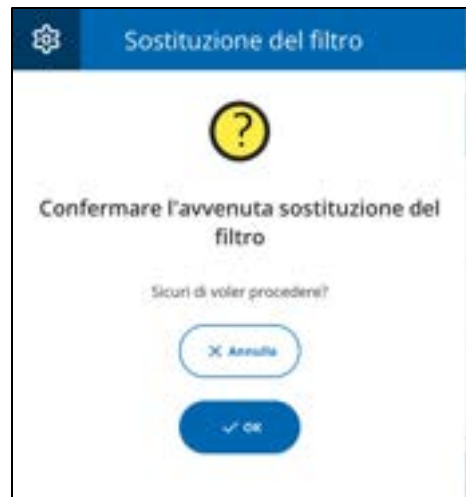 Sostituzione del filtro
?
Confermare l'avvenuta sostituzione del
filtro
Sicuri di voler procedere?
Annulla
OK